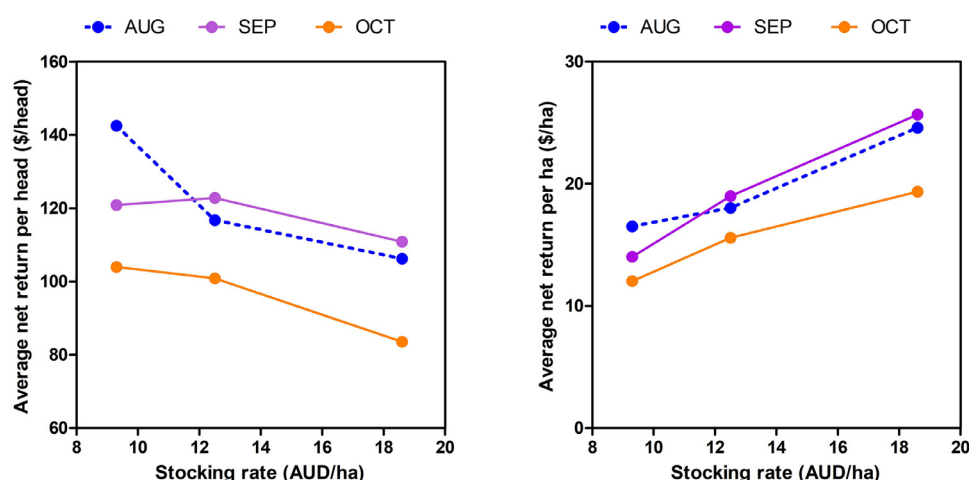 AUG SEP OCT
Average net return per head ($/head)
160
140
120
100
80
60
8 10 12 14 16 18 20
Stocking rate (AUD/ha)
AUG SEP OCT
Average net return per ha ($/ha)
30
20
10
0
8 10 12 14 16 18 20
Stocking rate (AUD/ha)